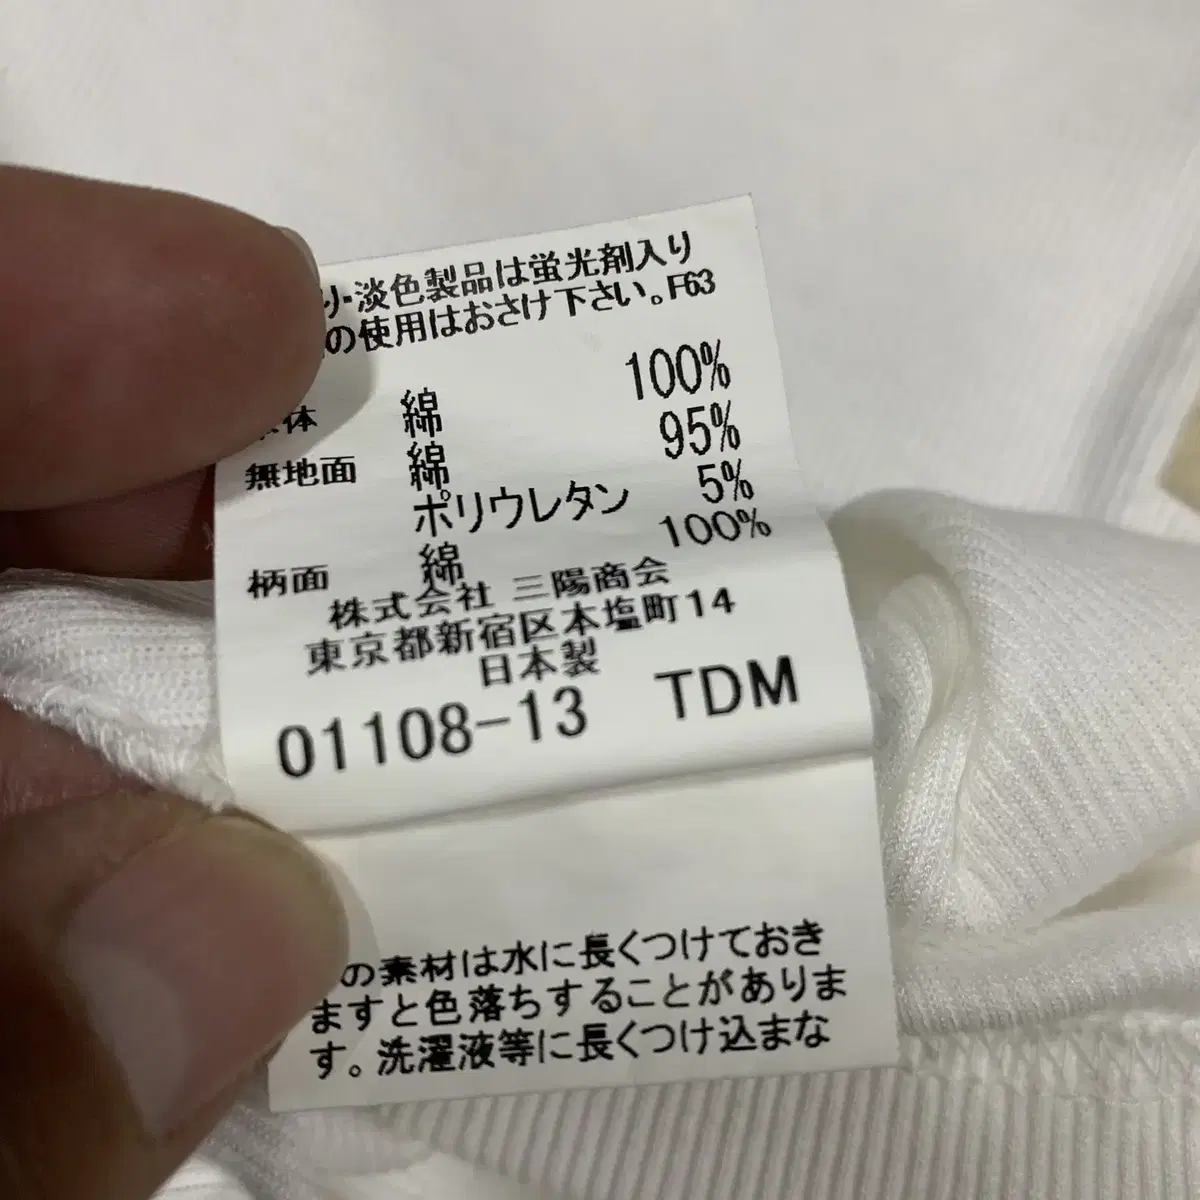 り・淡色製品は蛍光剤入り
の使用はおさけ下さい。F63
体 綿 100%
無地面 綿 95%
ポリウレタン 5%
柄面 綿 100%
株式会社 三陽商会
東京都新宿区本塩町14
日本製
01108-13 TDM
の素材は水に長くつけておき
ますと色落ちすることがありま
す。洗濯液等に長くつけ込まな